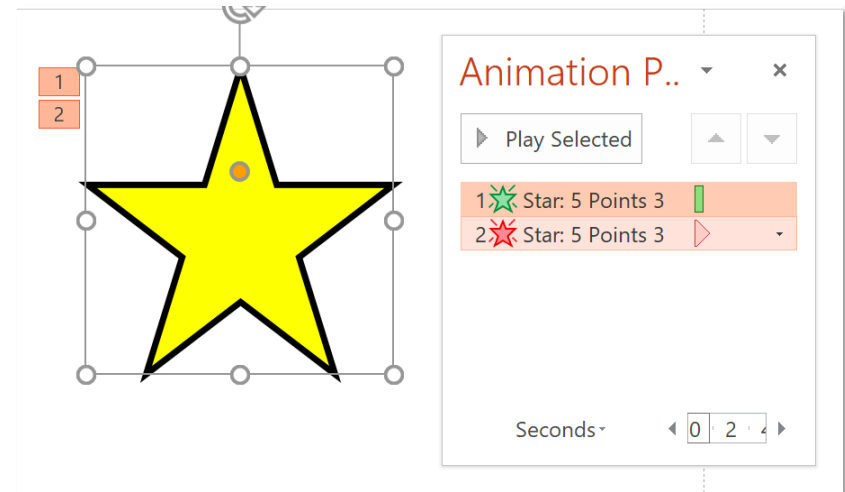 1
2
Animation P..
Play Selected
1 Star: 5 Points 3
2 Star: 5 Points 3
Seconds
0 2